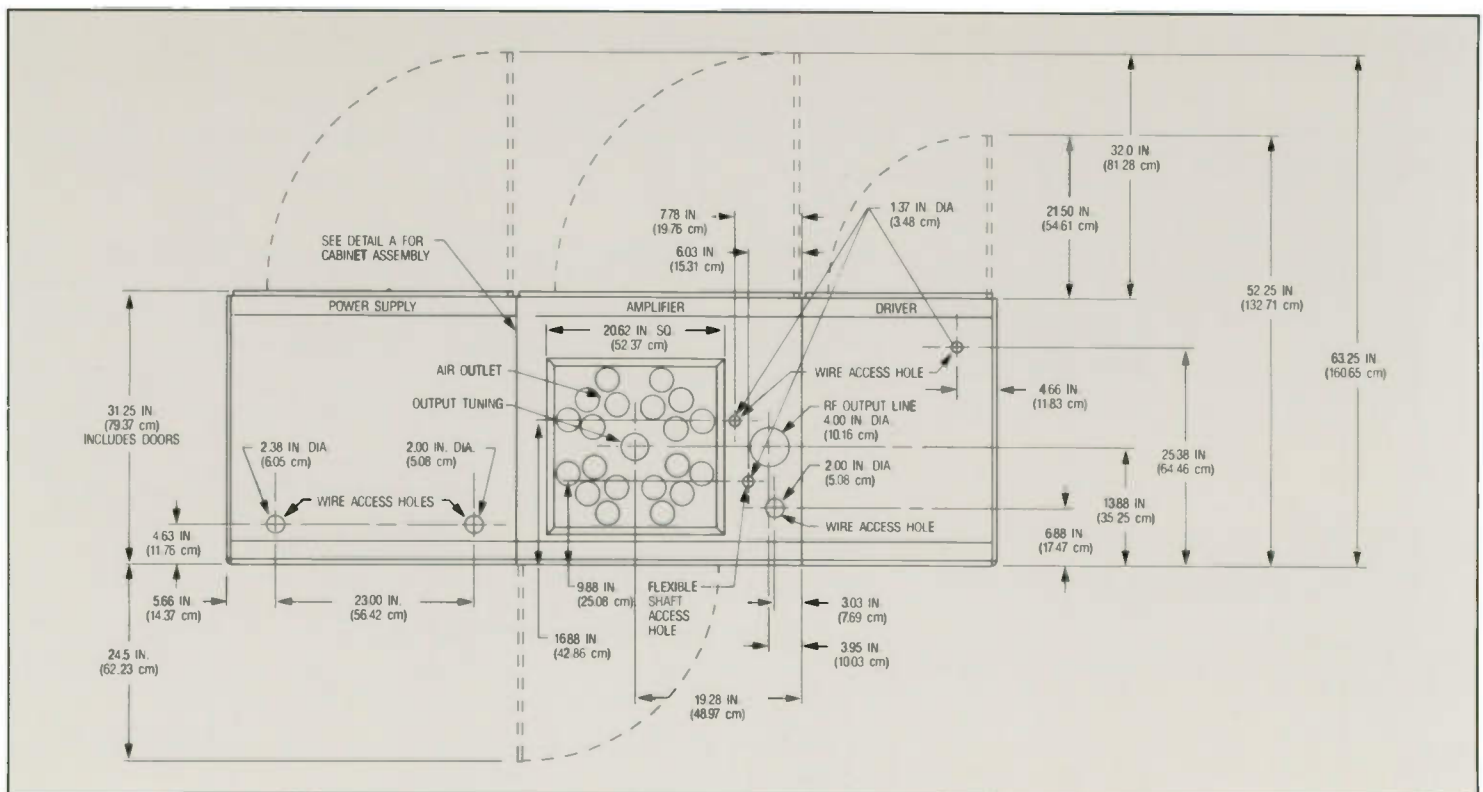 32.0 IN
(81.28 cm)
1.37 IN. DIA
(3.48 cm)
7.78 IN
(19.76 cm)
21.50 IN
(54.61 cm)
SEE DETAIL A FOR
CABINET ASSEMBLY
6.03 IN
(15.31 cm)
52.25 IN
(132.71 cm)
POWER SUPPLY
AMPLIFIER
DRIVER
20.62 IN. SQ.
(52.37 cm)
63.25 IN
(160.65 cm)
AIR OUTLET
WIRE ACCESS HOLE
4.66 IN
(11.83 cm)
OUTPUT TUNING
31.25 IN
(79.37 cm)
INCLUDES DOORS
RF OUTPUT LINE
4.00 IN. DIA
(10.16 cm)
25.38 IN
(64.46 cm)
2.38 IN. DIA
(6.05 cm)
2.00 IN. DIA.
(5.08 cm)
2.00 IN. DIA
(5.08 cm)
13.88 IN
(35.25 cm)
WIRE ACCESS HOLES
WIRE ACCESS HOLE
6.88 IN
(17.47 cm)
4.63 IN
(11.76 cm)
5.66 IN
(14.37 cm)
23.00 IN.
(56.42 cm)
9.88 IN
(25.08 cm)
FLEXIBLE
SHAFT
ACCESS
HOLE
3.03 IN
(7.69 cm)
16.88 IN
(42.86 cm)
3.95 IN
(10.03 cm)
24.5 IN.
(62.23 cm)
19.28 IN
(48.97 cm)